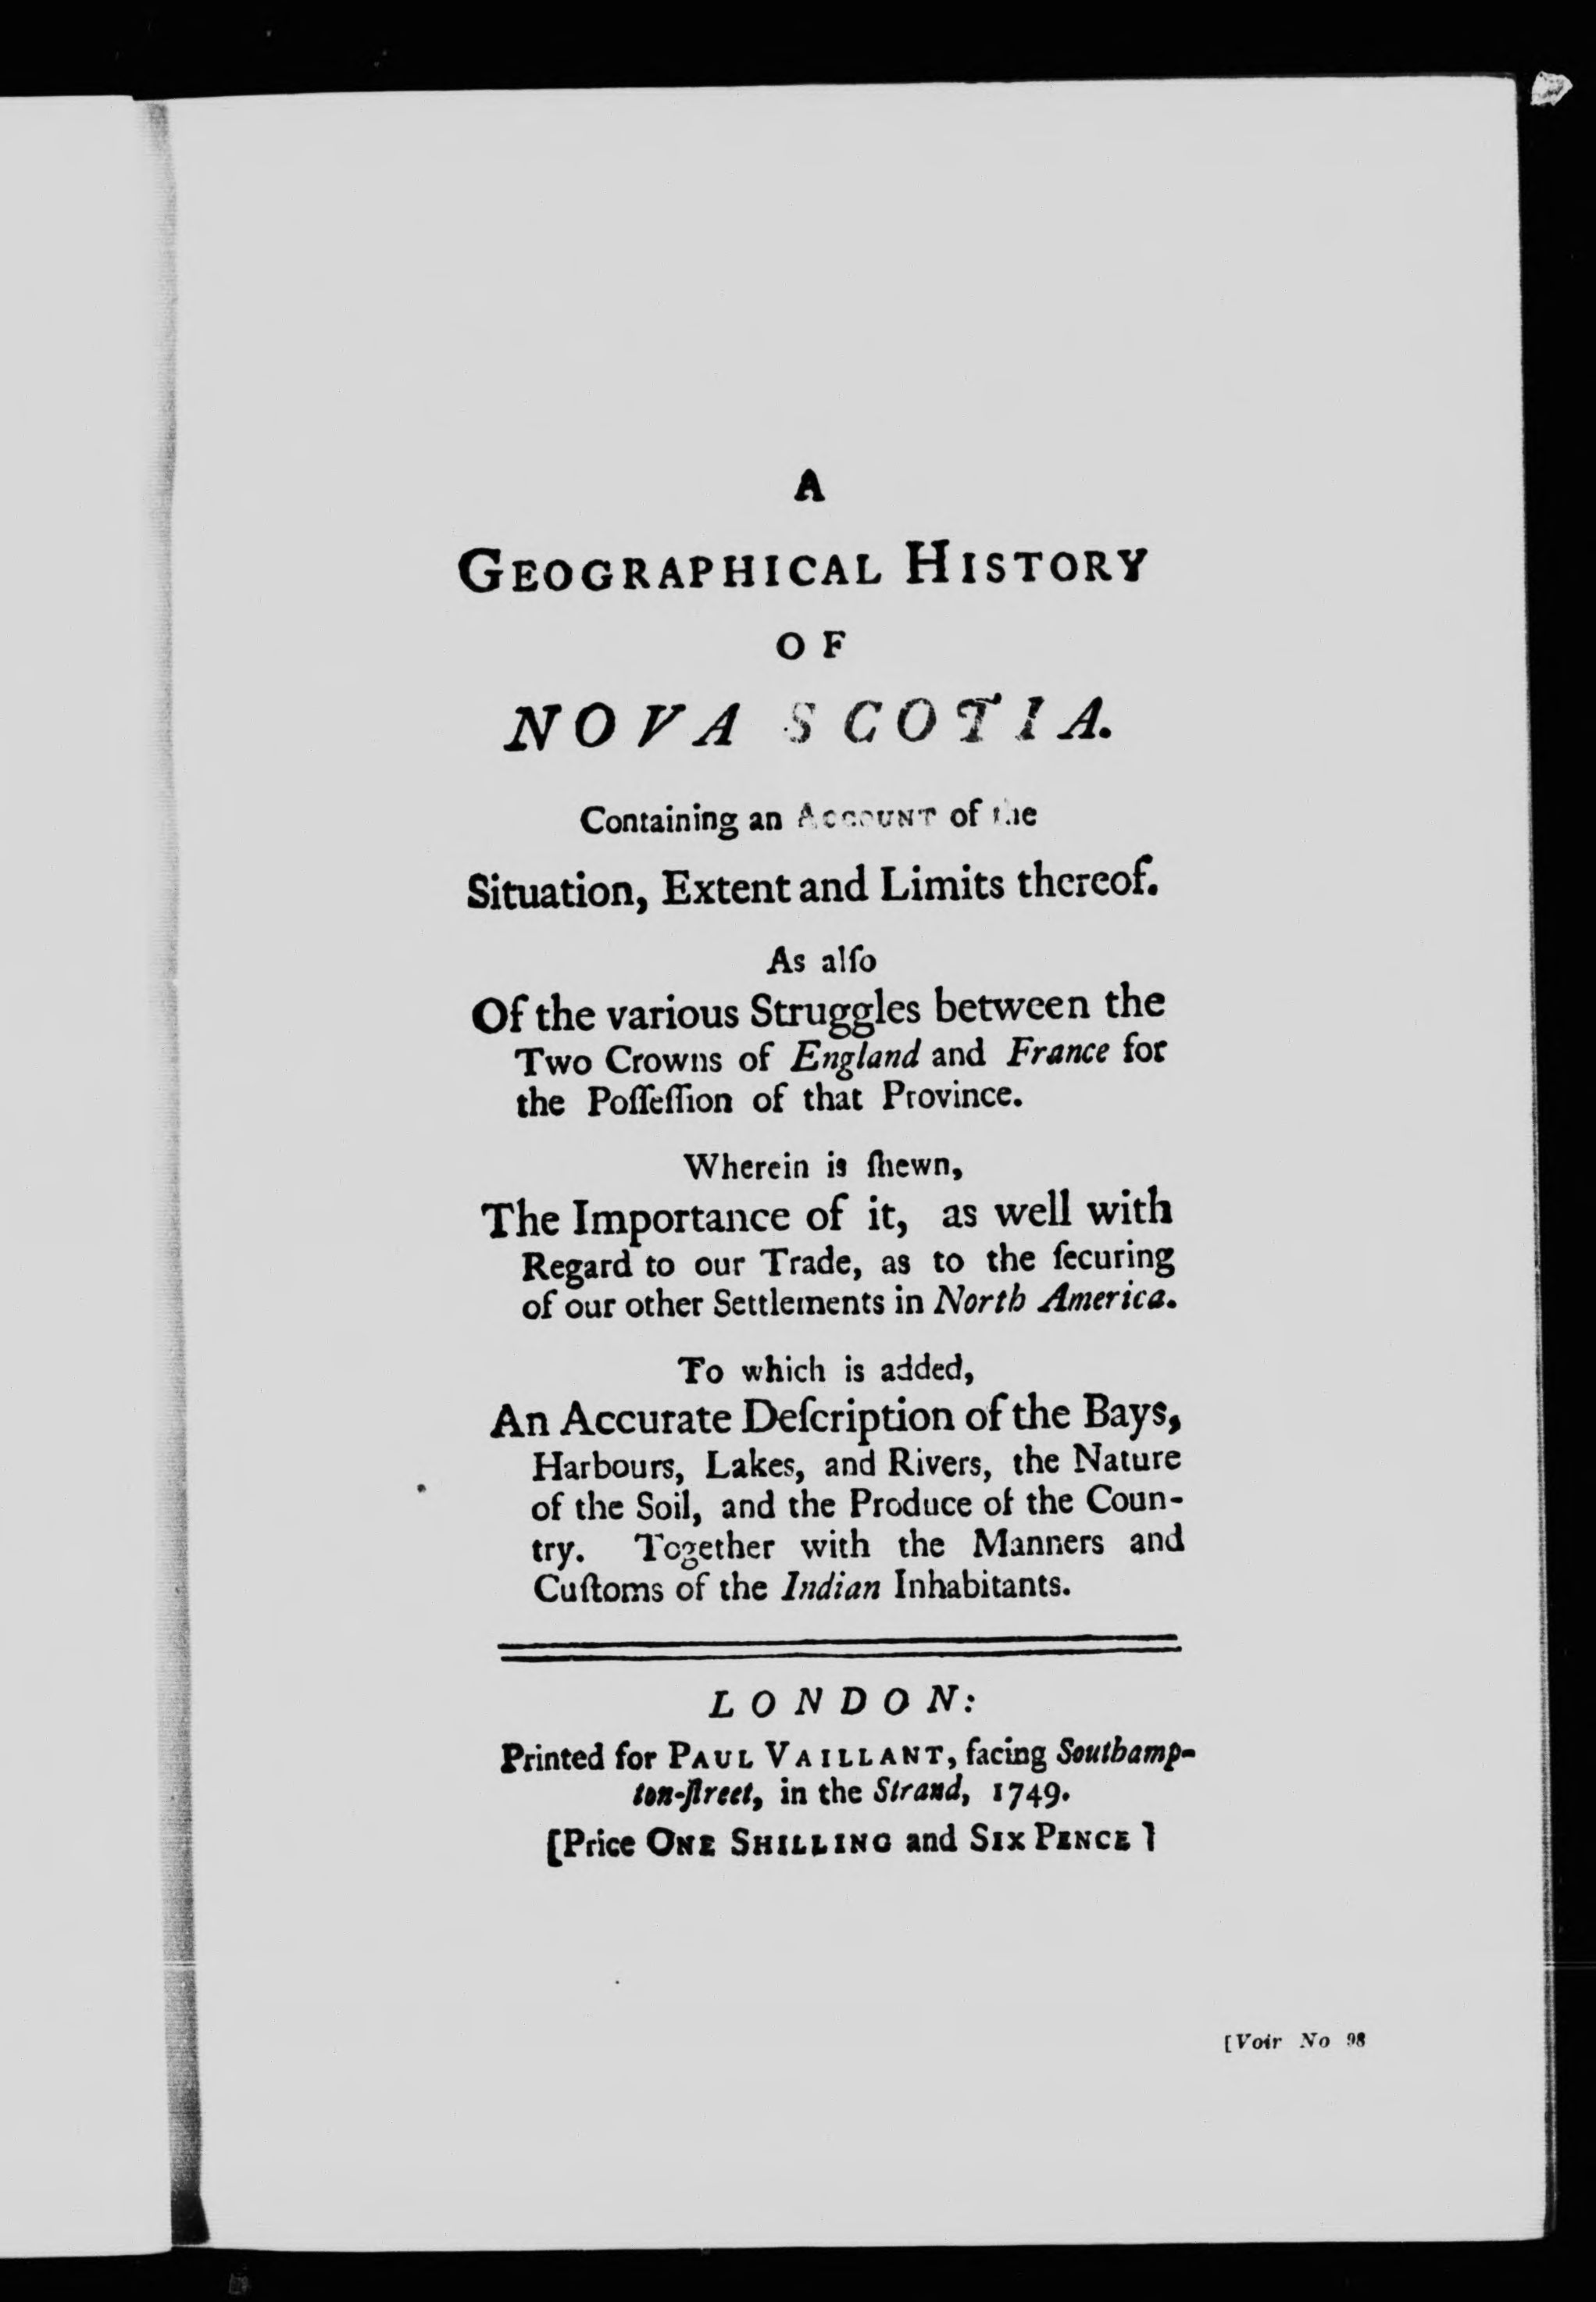 A
GEOGRAPHICAL HISTORY
OF
NOVA SCOTIA.
Containing an ACCOUNT of the
Situation, Extent and Limits thereof.
As alſo
Of the various Struggles between the
Two Crowns of England and France for
the Poſſeſſion of that Province.
Wherein is ſhewn,
The Importance of it, as well with
Regard to our Trade, as to the ſecuring
of our other Settlements in North America.
To which is added,
An Accurate Deſcription of the Bays,
Harbours, Lakes, and Rivers, the Nature
of the Soil, and the Produce of the Coun-
try. Together with the Manners and
Cuſtoms of the Indian Inhabitants.
LONDON:
Printed for PAUL VAILLANT, facing Southamp-
ton-ſtreet, in the Strand, 1749.
[Price ONE SHILLING and SIX PENCE ]
[Voir No 98